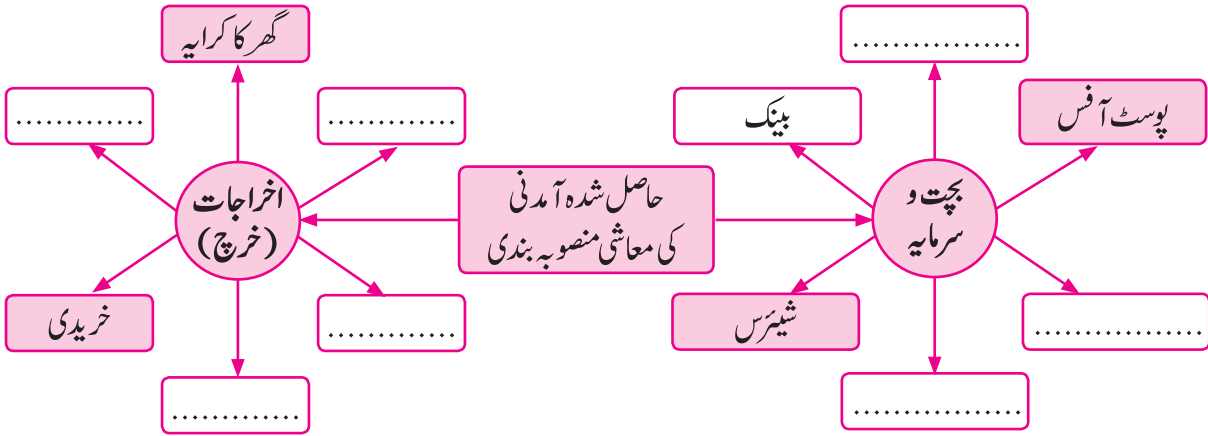 گھر کا کرایہ
.................
.............
.............
بینک
پوسٹ آفس
اخراجات
(خرچ)
حاصل شدہ آمدنی
کی معاشی منصوبہ بندی
بچت و
سرمایہ
خریدی
.............
شیئرس
.................
.............
.................